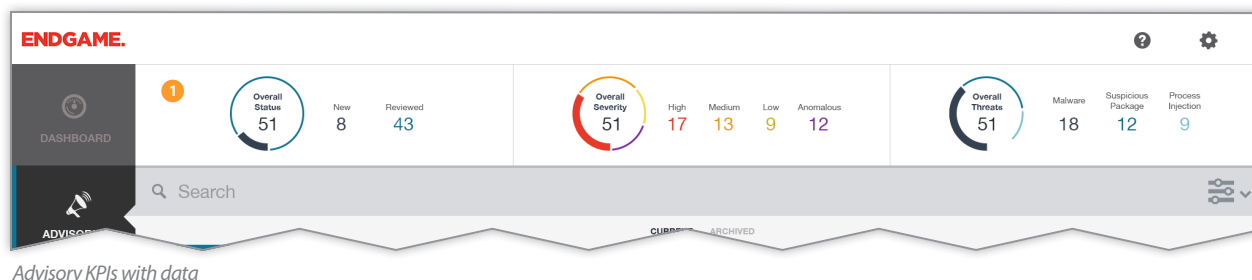 ENDGAME.
DASHBOARD
1
Overall
Status
51
New
8
Reviewed
43
Overall
Severity
51
High
17
Medium
13
Low
9
Anomalous
12
Overall
Threats
51
Malware
18
Suspicious
Package
12
Process
Injection
9
Search
CURRENT ARCHIVED
Advisory KPIs with data